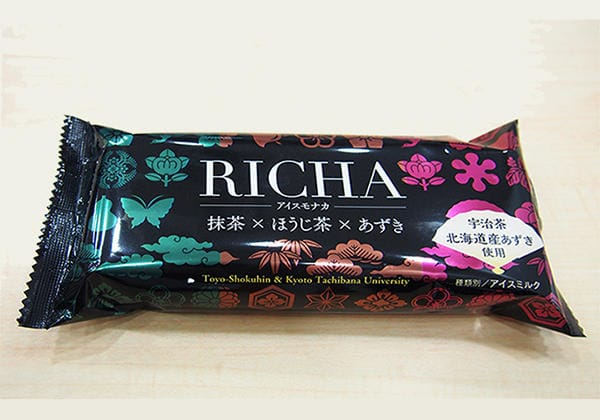 RICHA
アイスモナカ
抹茶×ほうじ茶×あずき
宇治茶
北海道産あずき
使用
Toyo-Shokuhin & Kyoto Tachibana University
種類別/アイスミルク